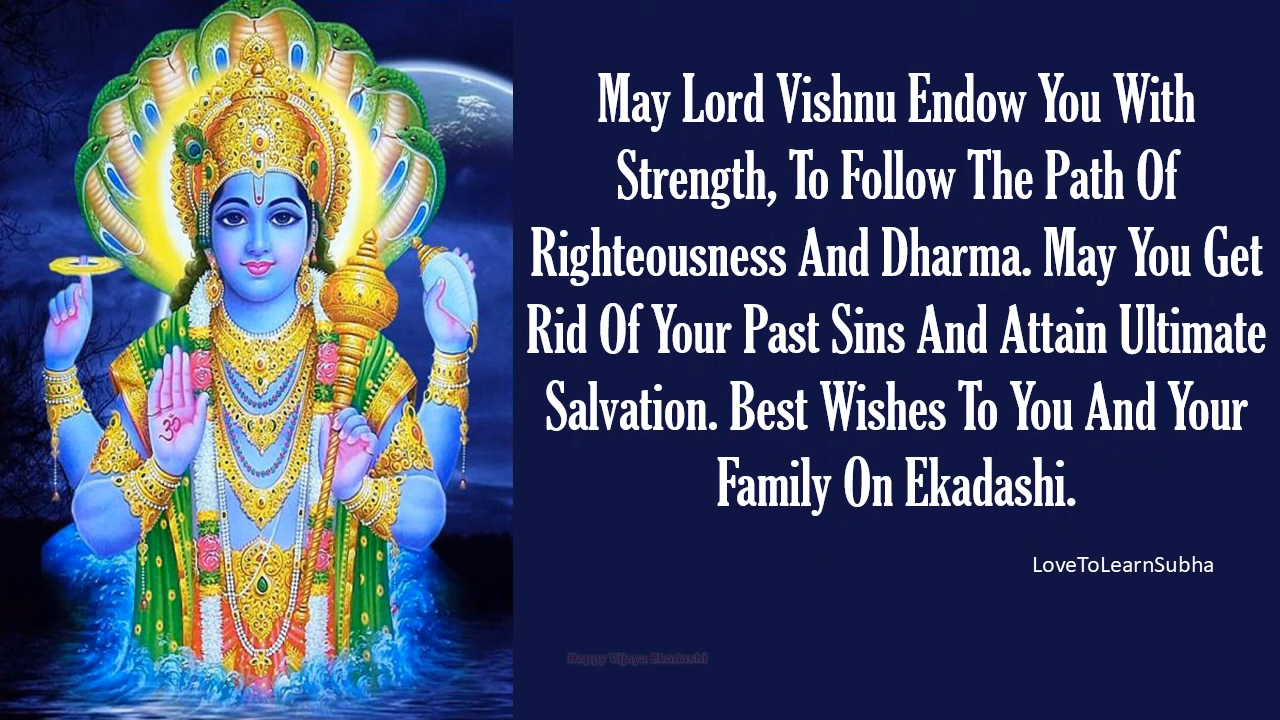 May Lord Vishnu Endow You With
Strength, To Follow The Path Of
Righteousness And Dharma. May You Get
Rid Of Your Past Sins And Attain Ultimate
Salvation. Best Wishes To You And Your
Family On Ekadashi.
LoveToLearnSubha
Happy Vijaya Ekadashi
ॐ